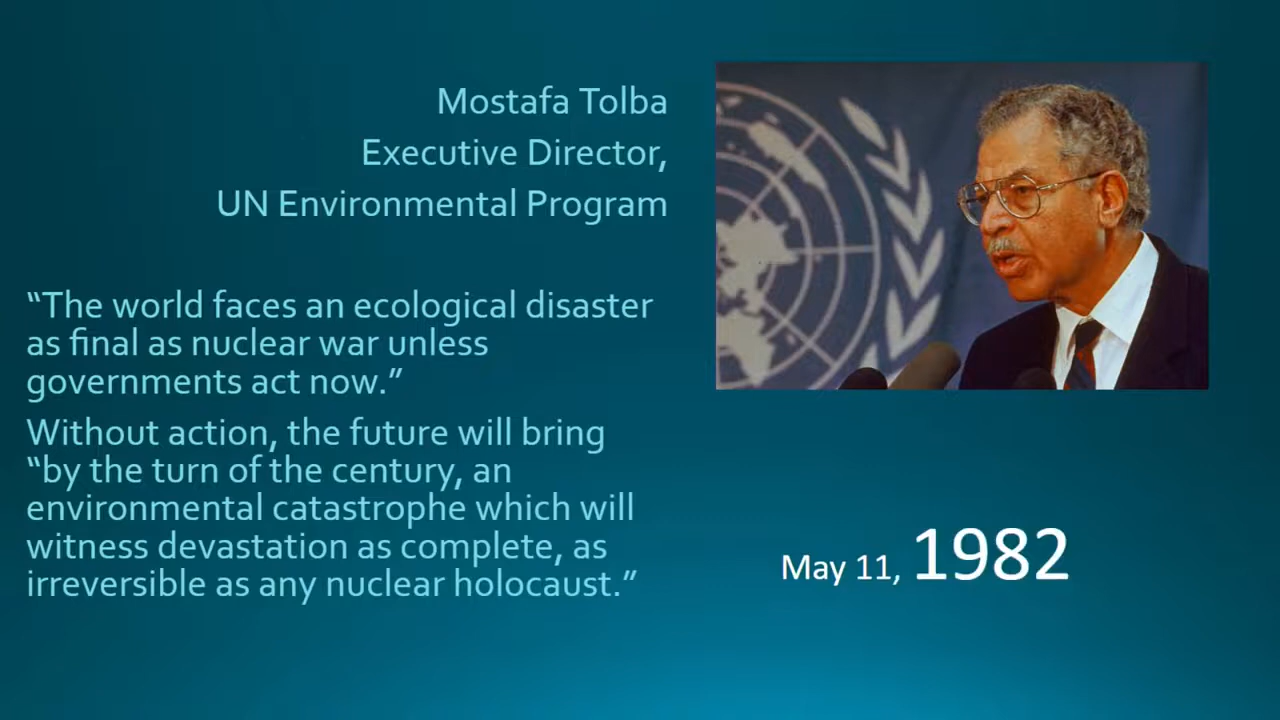 Mostafa Tolba
Executive Director,
UN Environmental Program
“The world faces an ecological disaster
as final as nuclear war unless
governments act now.”
Without action, the future will bring
“by the turn of the century, an
environmental catastrophe which will
witness devastation as complete, as
irreversible as any nuclear holocaust.”
May 11, 1982